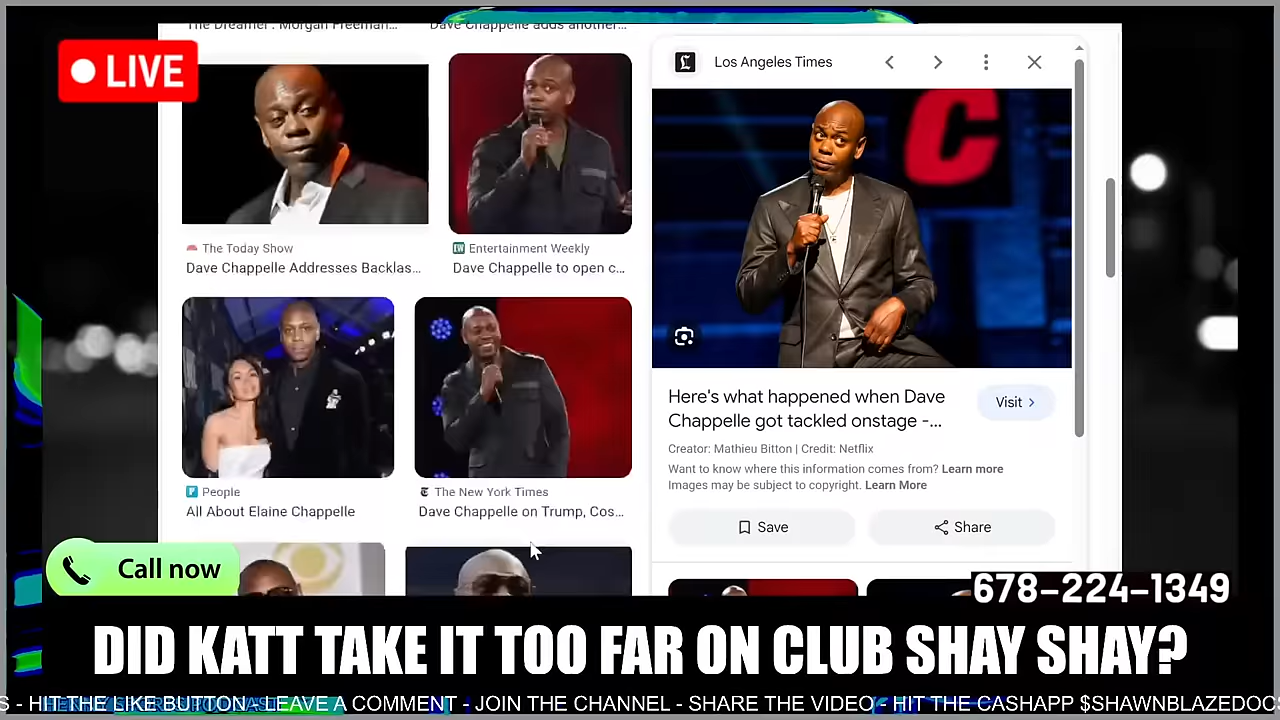 The Dreamer: Morgan Freeman...
Dave Chappelle adds another...
LIVE
Los Angeles Times
C
The Today Show
Dave Chappelle Addresses Backlas...
EW Entertainment Weekly
Dave Chappelle to open c...
Here's what happened when Dave
Chappelle got tackled onstage -...
Visit
Creator: Mathieu Bitton | Credit: Netflix
Want to know where this information comes from? Learn more
Images may be subject to copyright. Learn More
P People
All About Elaine Chappelle
The New York Times
Dave Chappelle on Trump, Cos...
Save
Share
Call now
678-224-1349
DID KATT TAKE IT TOO FAR ON CLUB SHAY SHAY?
S - HIT THE LIKE BUTTON - LEAVE A COMMENT - JOIN THE CHANNEL - SHARE THE VIDEO - HIT THE CASHAPP $SHAWNBLAZEDOC